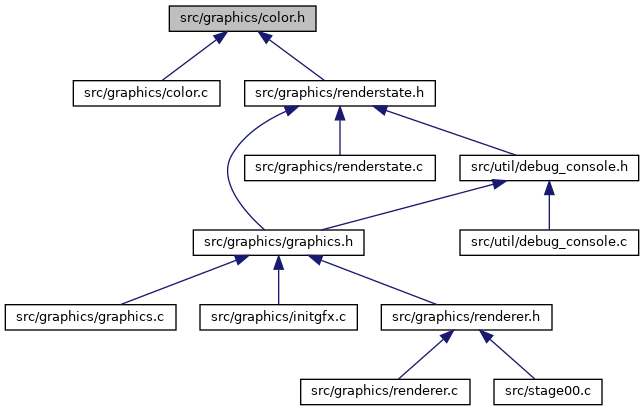 src/graphics/color.h
src/graphics/color.c
src/graphics/renderstate.h
src/graphics/renderstate.c
src/util/debug_console.h
src/graphics/graphics.h
src/util/debug_console.c
src/graphics/graphics.c
src/graphics/initgfx.c
src/graphics/renderer.h
src/graphics/renderer.c
src/stage00.c